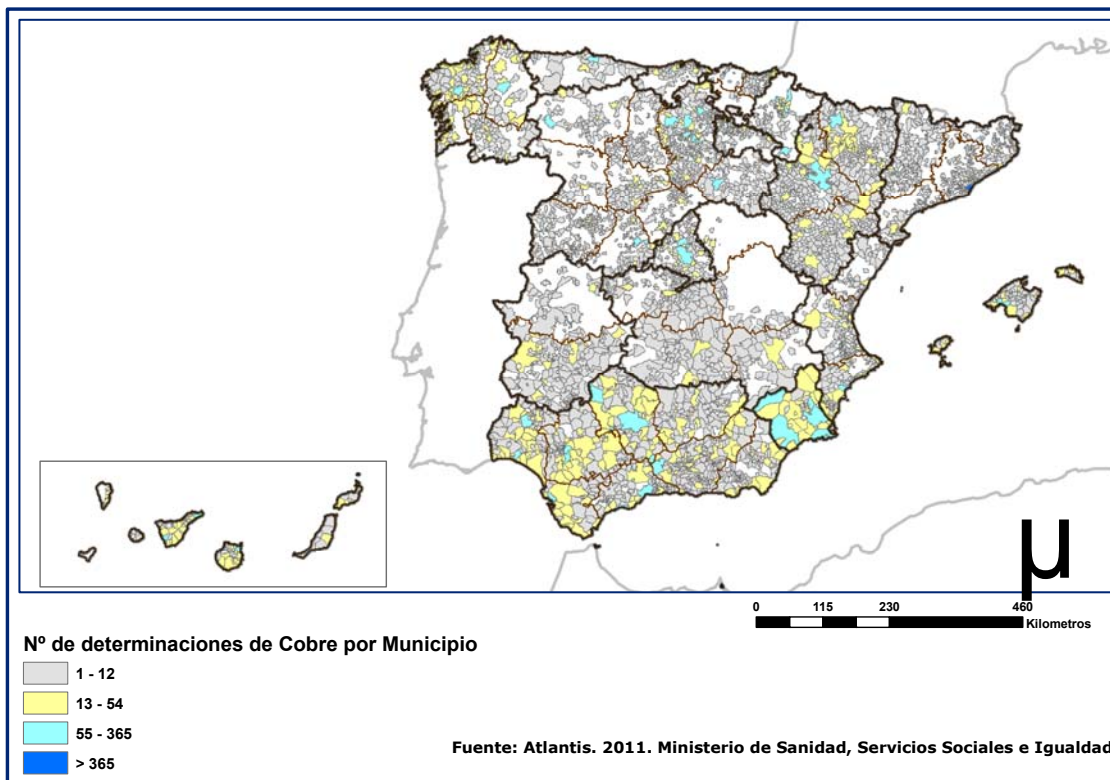 µ
0 115 230 460
Kilometros
Nº de determinaciones de Cobre por Municipio
1 - 12
13 - 54
55 - 365
> 365
Fuente: Atlantis. 2011. Ministerio de Sanidad, Servicios Sociales e Igualdad